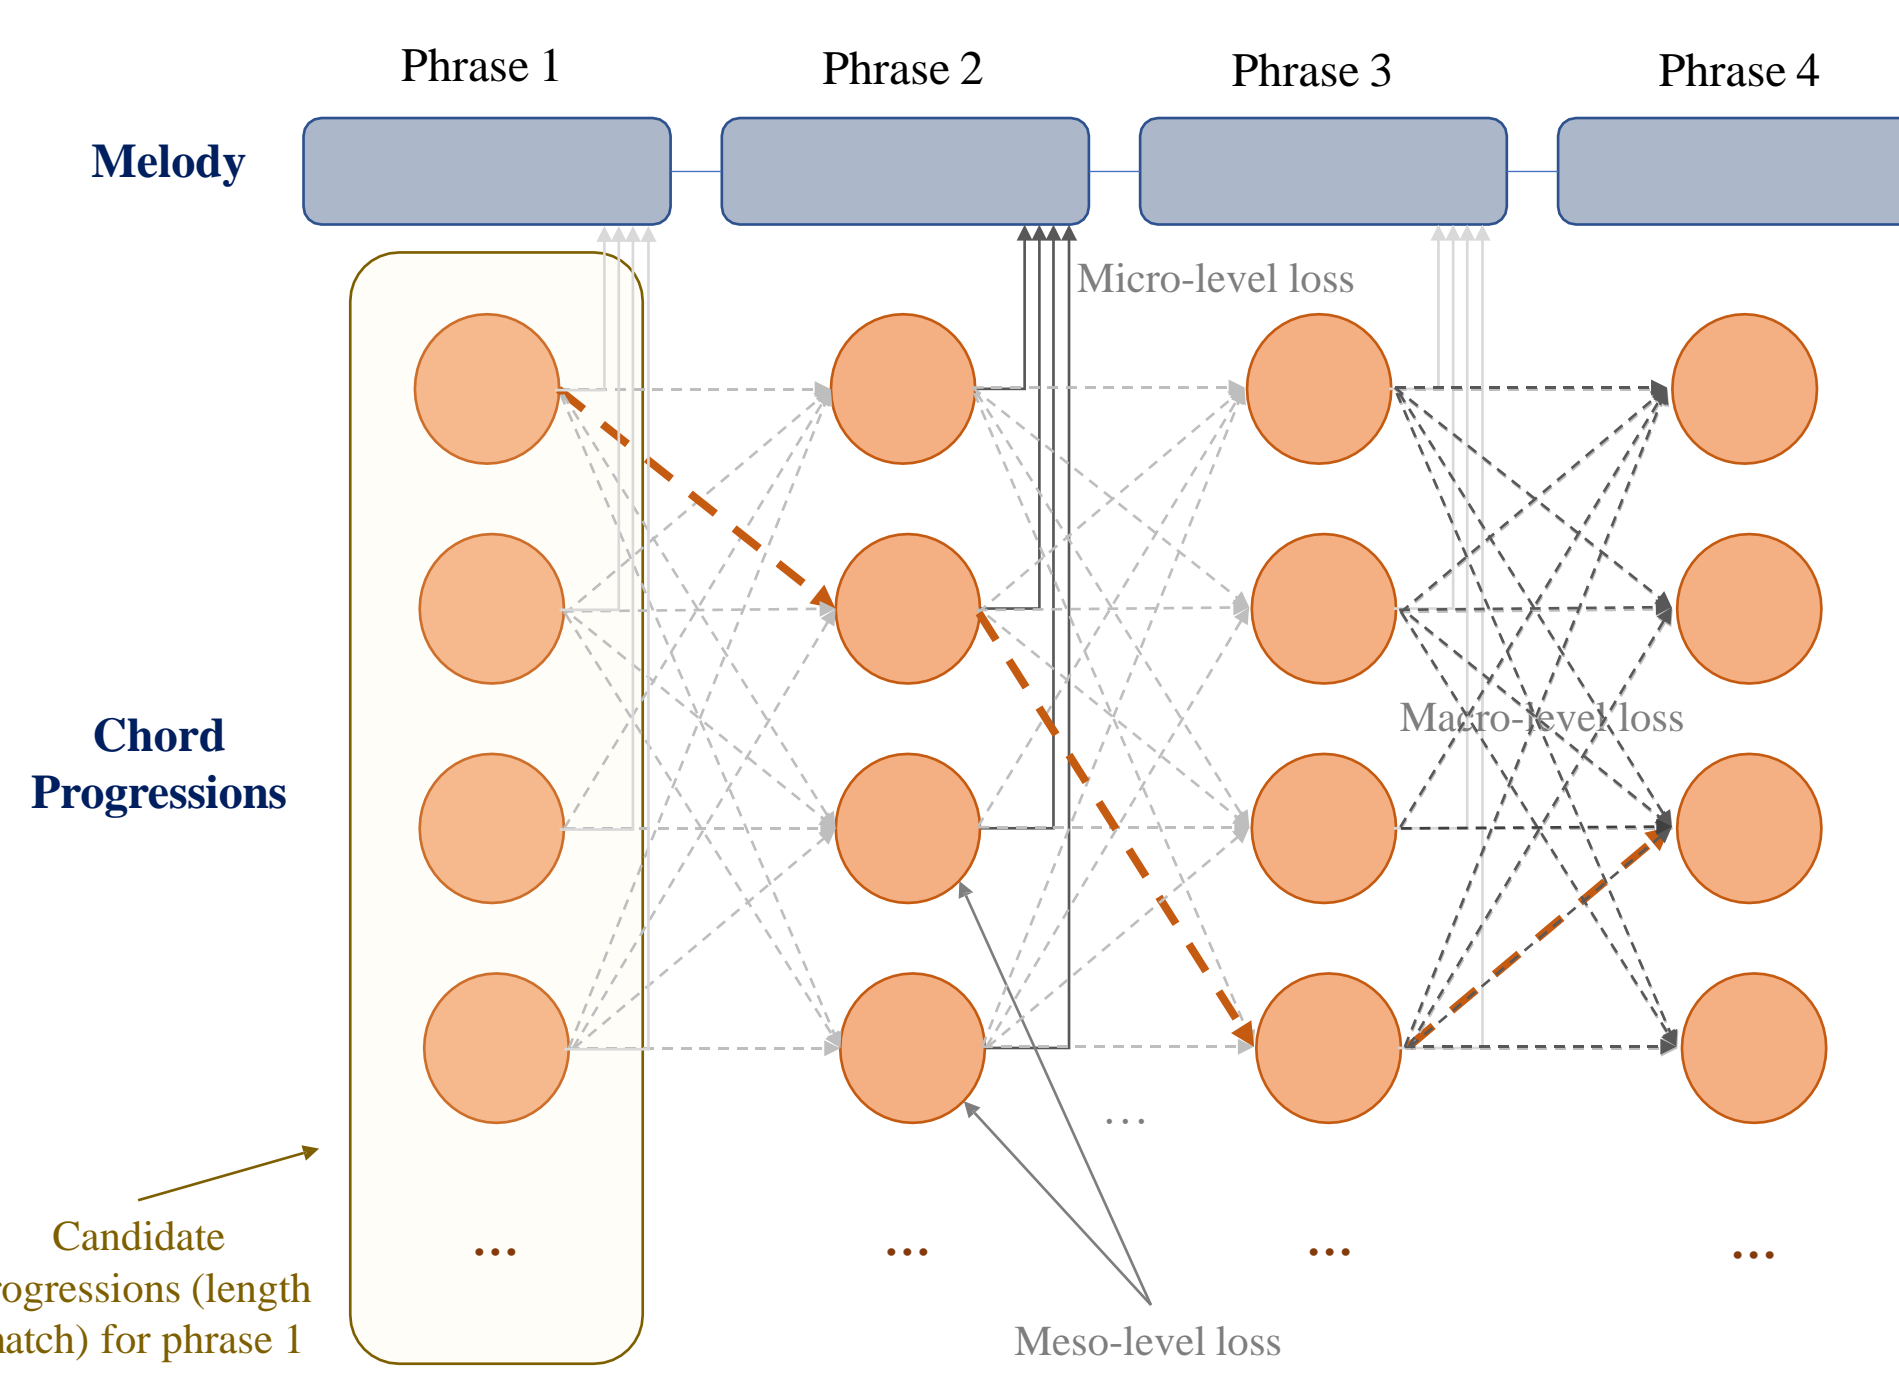 Phrase 1
Phrase 2
Phrase 3
Phrase 4
Melody
Micro-level loss
Macro-level loss
Chord
Progressions
...
Candidate
rogressions (length
atch) for phrase 1
...
...
...
...
Meso-level loss